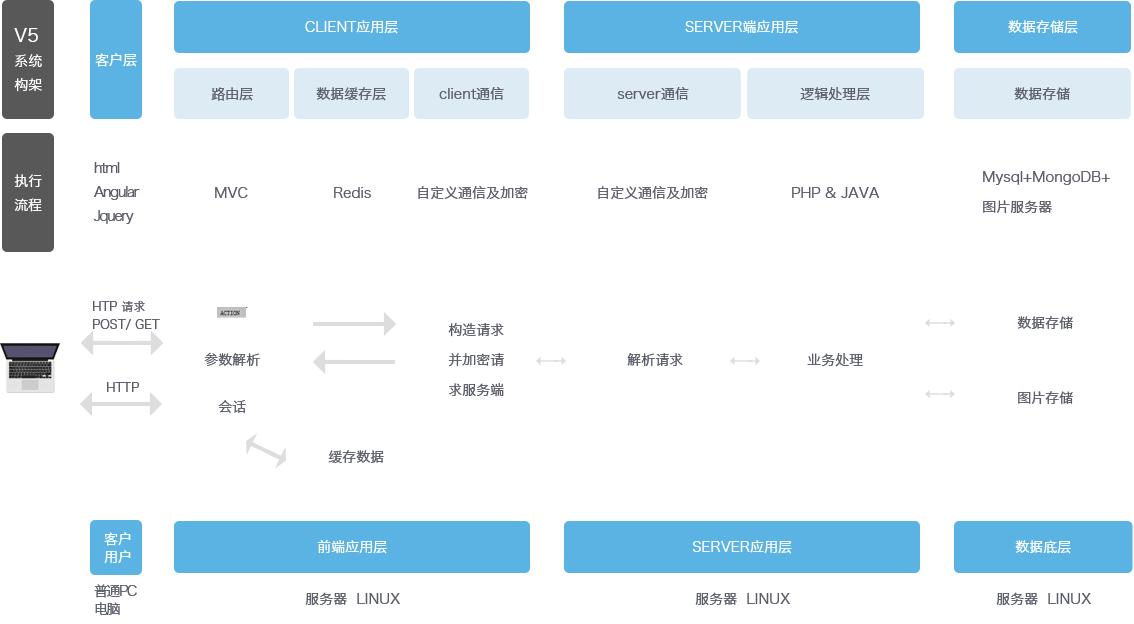 V5
系统
构架
客户层
CLIENT应用层
SERVER端应用层
数据存储层
路由层
数据缓存层
client通信
server通信
逻辑处理层
数据存储
执行
流程
html
Angular
Jquery
MVC
Redis
自定义通信及加密
自定义通信及加密
PHP & JAVA
Mysql+MongoDB+
图片服务器
HTP 请求
POST/ GET
HTTP
ACTION
参数解析
会话
缓存数据
构造请求
并加密请
求服务端
解析请求
业务处理
数据存储
图片存储
客户
用户
前端应用层
SERVER应用层
数据底层
普通PC
电脑
服务器 LINUX
服务器 LINUX
服务器 LINUX